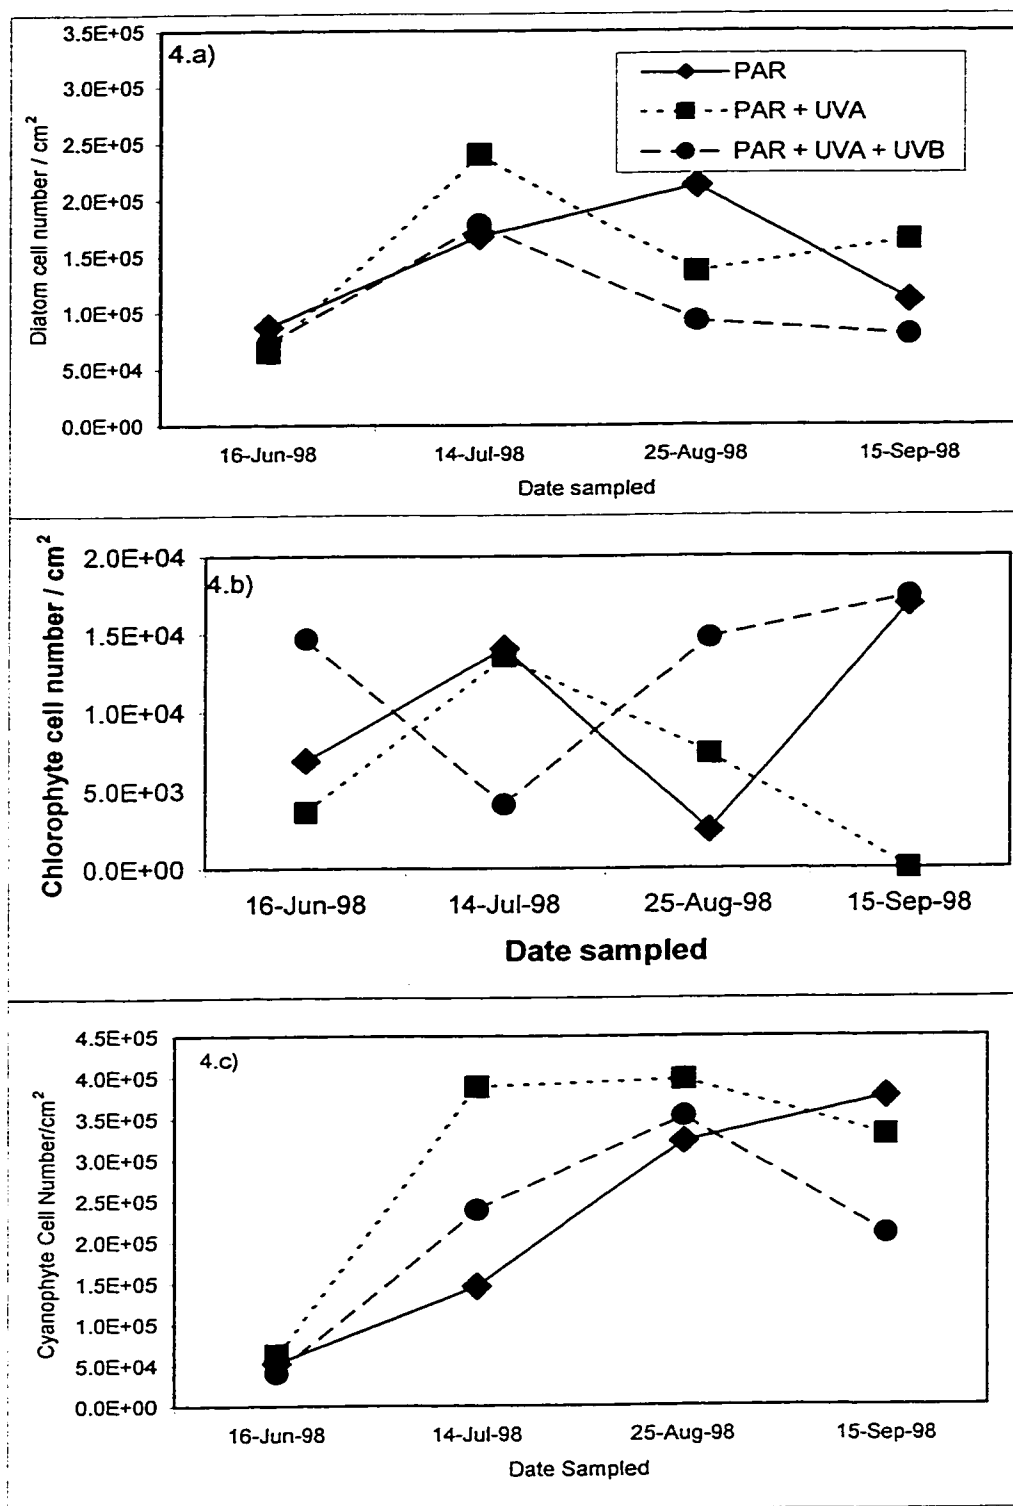 3.5E+05
4.a)
PAR
3.0E+05
PAR + UVA
2.5E+05
PAR + UVA + UVB
2.0E+05
1.5E+05
1.0E+05
5.0E+04
0.0E+00
Diatom cell number / cm²
16-Jun-98 14-Jul-98 25-Aug-98 15-Sep-98
Date sampled
2.0E+04
4.b)
1.5E+04
1.0E+04
5.0E+03
0.0E+00
Chlorophyte cell number / cm²
16-Jun-98 14-Jul-98 25-Aug-98 15-Sep-98
Date sampled
4.5E+05
4.c)
4.0E+05
3.5E+05
3.0E+05
2.5E+05
2.0E+05
1.5E+05
1.0E+05
5.0E+04
0.0E+00
Cyanophyte Cell Number/cm²
16-Jun-98 14-Jul-98 25-Aug-98 15-Sep-98
Date Sampled